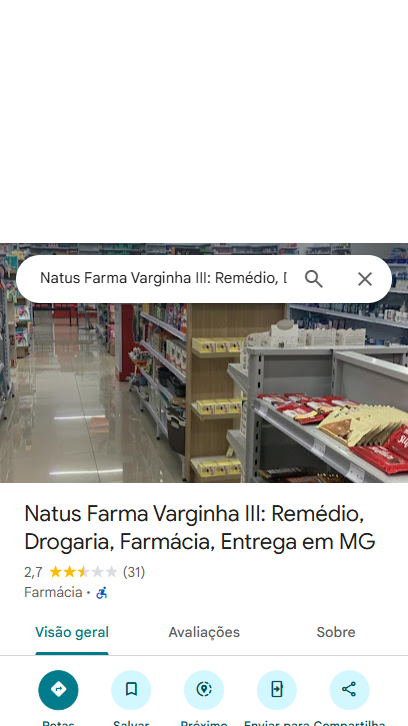 Natus Farma Varginha III: Remédio, D
Natus Farma Varginha III: Remédio,
Drogaria, Farmácia, Entrega em MG
2,7 (31)
Farmácia ·
Visão geral Avaliações Sobre
Rotas Salvar Próximo Enviar para Compartilha